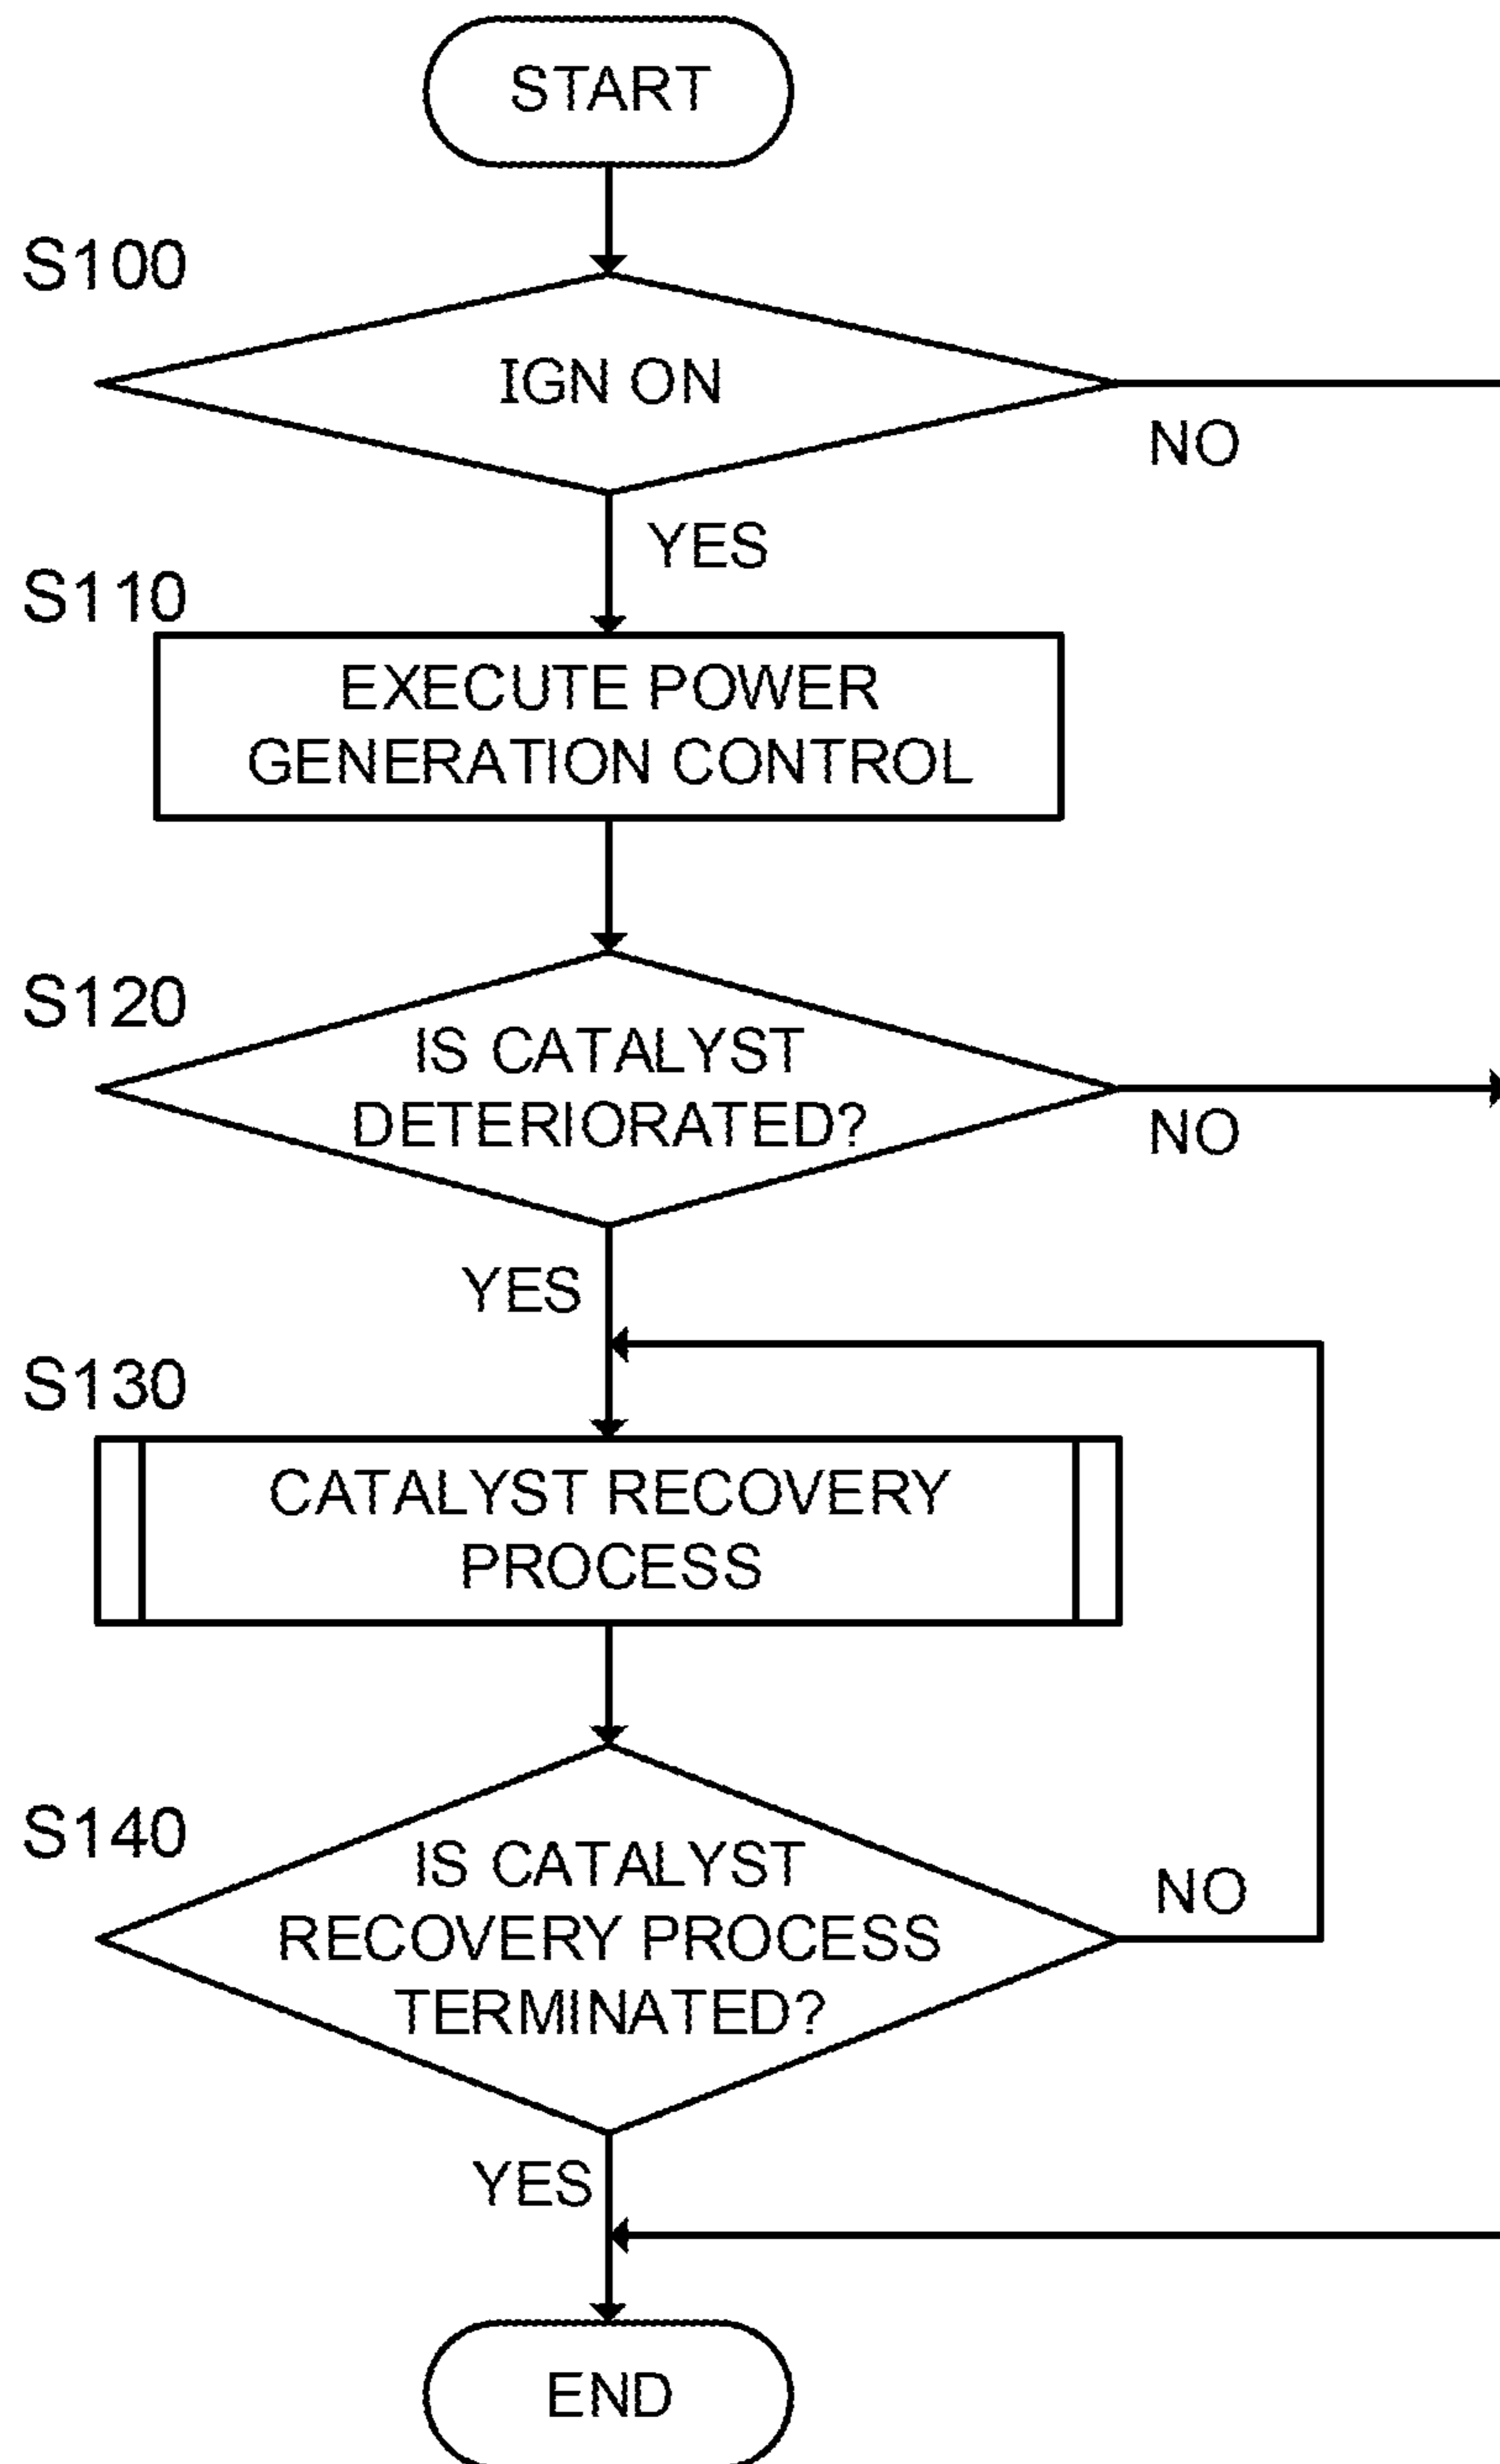 START
S100
IGN ON
NO
YES
S110
EXECUTE POWER
GENERATION CONTROL
S120
IS CATALYST
DETERIORATED?
NO
YES
S130
CATALYST RECOVERY
PROCESS
S140
IS CATALYST
RECOVERY PROCESS
TERMINATED?
NO
YES
END